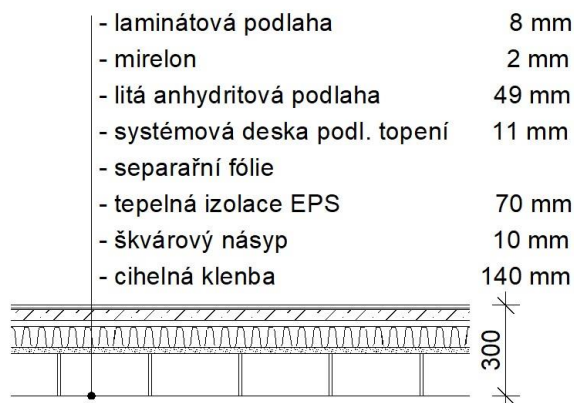 - laminátová podlaha 8 mm
- mirelon 2 mm
- litá anhydritová podlaha 49 mm
- systémová deska podl. topení 11 mm
- separařní fólie
- tepelná izolace EPS 70 mm
- škvárový násyp 10 mm
- cihelná klenba 140 mm
300